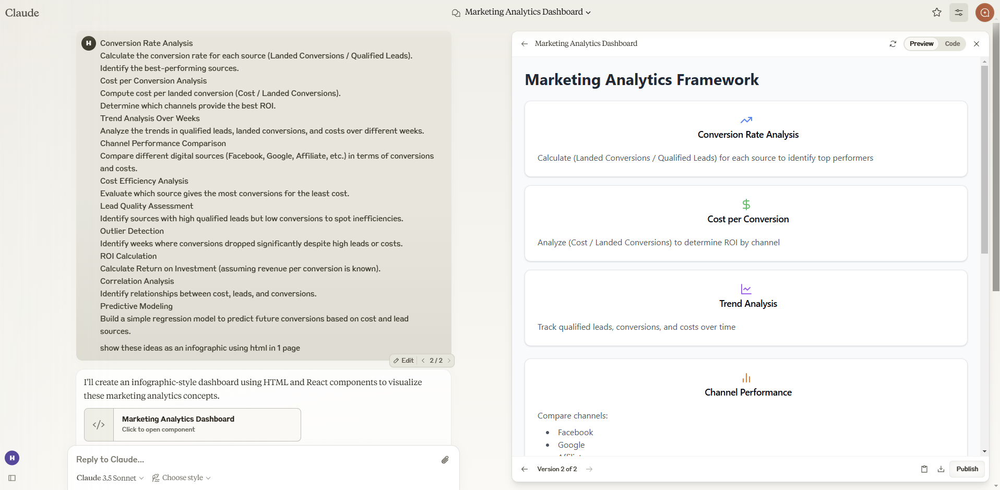 Claude
Marketing Analytics Dashboard
H
Conversion Rate Analysis
Calculate the conversion rate for each source (Landed Conversions / Qualified Leads).
Identify the best-performing sources.
Cost per Conversion Analysis
Compute cost per landed conversion (Cost / Landed Conversions).
Determine which channels provide the best ROI.
Trend Analysis Over Weeks
Analyze the trends in qualified leads, landed conversions, and costs over different weeks.
Channel Performance Comparison
Compare different digital sources (Facebook, Google, Affiliate, etc.) in terms of conversions
and costs.
Cost Efficiency Analysis
Evaluate which source gives the most conversions for the least cost.
Lead Quality Assessment
Identify sources with high qualified leads but low conversions to spot inefficiencies.
Outlier Detection
Identify weeks where conversions dropped significantly despite high leads or costs.
ROI Calculation
Calculate Return on Investment (assuming revenue per conversion is known).
Correlation Analysis
Identify relationships between cost, leads, and conversions.
Predictive Modeling
Build a simple regression model to predict future conversions based on cost and lead
sources.
show these ideas as an infographic using html in 1 page
Edit
2 / 2
I'll create an infographic-style dashboard using HTML and React components to visualize
these marketing analytics concepts.
Marketing Analytics Dashboard
Click to open component
H
Reply to Claude...
Claude 3.5 Sonnet
Choose style
Marketing Analytics Dashboard
Preview
Code
Marketing Analytics Framework
Conversion Rate Analysis
Calculate (Landed Conversions / Qualified Leads) for each source to identify top performers
Cost per Conversion
Analyze (Cost / Landed Conversions) to determine ROI by channel
Trend Analysis
Track qualified leads, conversions, and costs over time
Channel Performance
Compare channels:
Facebook
Google
Version 2 of 2
Publish